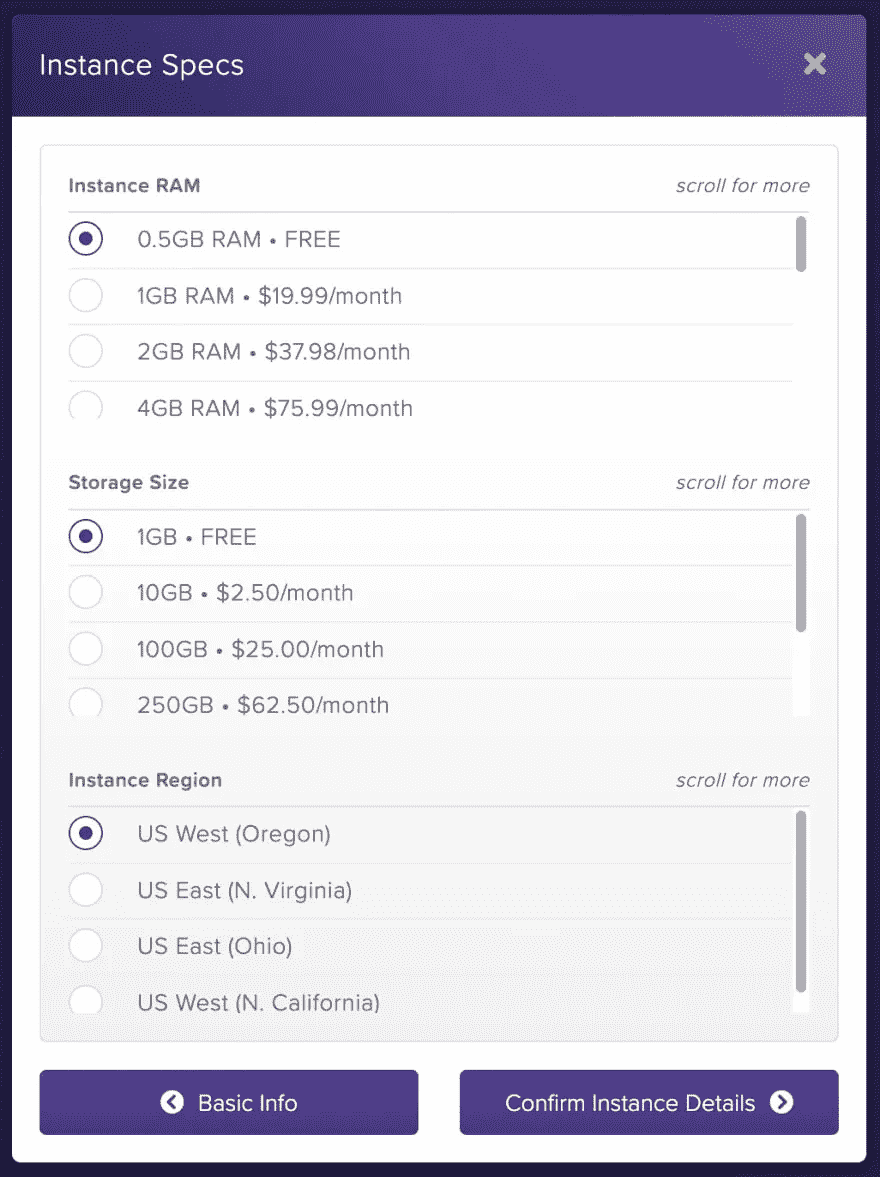 Instance Specs
Instance RAM
scroll for more
0.5GB RAM • FREE
1GB RAM • $19.99/month
2GB RAM • $37.98/month
4GB RAM • $75.99/month
Storage Size
scroll for more
1GB • FREE
10GB • $2.50/month
100GB • $25.00/month
250GB • $62.50/month
Instance Region
scroll for more
US West (Oregon)
US East (N. Virginia)
US East (Ohio)
US West (N. California)
Basic Info
Confirm Instance Details